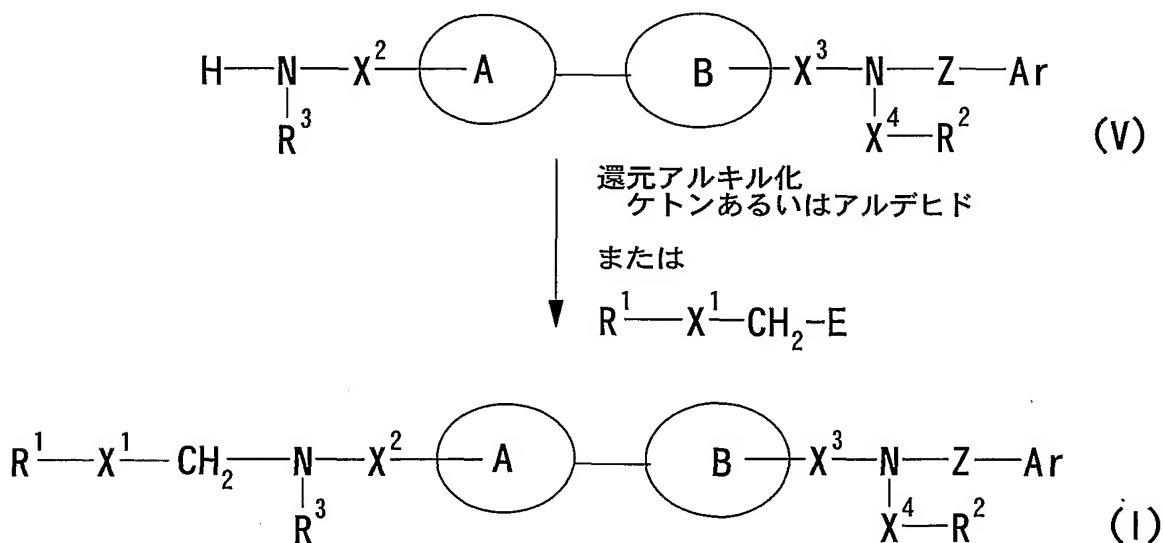 H—N—X²—A—B—X³—N—Z—Ar
R³ X⁴—R² (V)
還元アルキル化
ケトンあるいはアルデヒド
または
R¹—X¹—CH₂-E
R¹—X¹—CH₂—N—X²—A—B—X³—N—Z—Ar
R³ X⁴—R² (I)